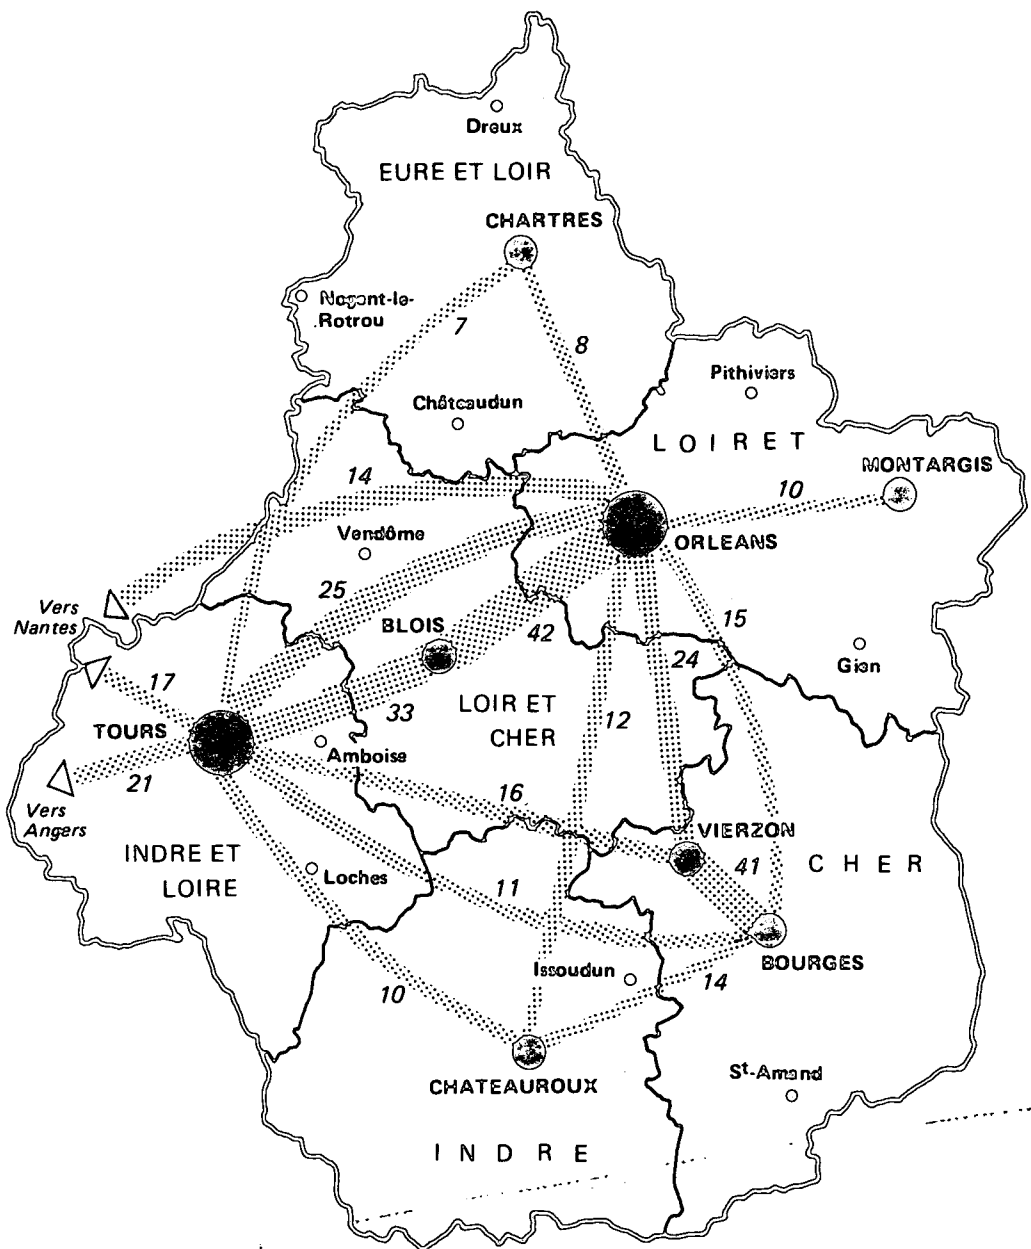 Dreux
EURE ET LOIR
CHARTRES
Nogent-le-
Rotrou
7
8
Pithiviers
Châteaudun
LOIRET
MONTARGIS
14
10
Vendôme
ORLEANS
25
Vers
Nantes
BLOIS
42
15
17
24
Gien
TOURS
33
LOIR ET
CHER
12
Amboise
21
Vers
Angers
16
VIERZON
INDRE ET
LOIRE
Loches
41
CHER
11
BOURGES
Issoudun
14
10
CHATEAUROUX
St-Amand
INDRE